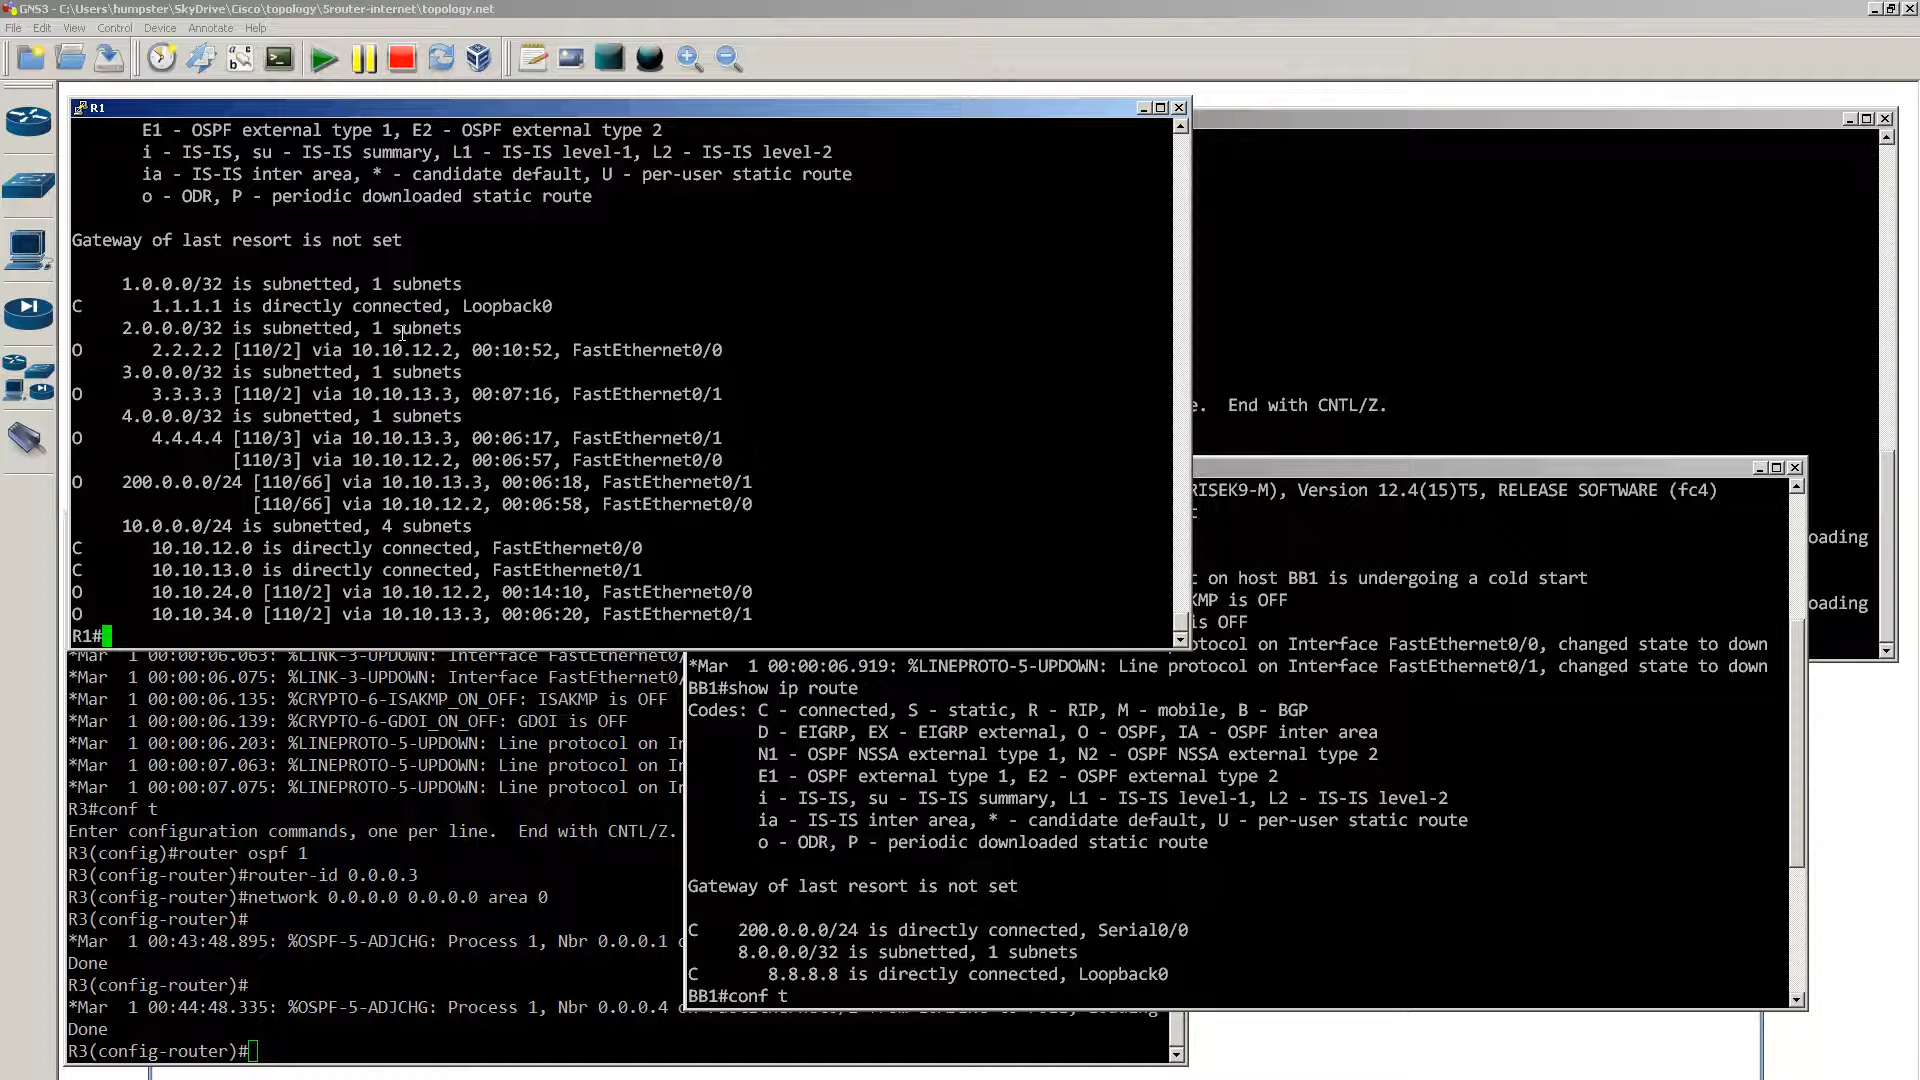 GNS3 - C:\Users\humpster\SkyDrive\Cisco\topology\5router-internet\topology.net
File Edit View Control Device Annotate Help
R1
E1 - OSPF external type 1, E2 - OSPF external type 2
i - IS-IS, su - IS-IS summary, L1 - IS-IS level-1, L2 - IS-IS level-2
ia - IS-IS inter area, * - candidate default, U - per-user static route
o - ODR, P - periodic downloaded static route
Gateway of last resort is not set
1.0.0.0/32 is subnetted, 1 subnets
C 1.1.1.1 is directly connected, Loopback0
2.0.0.0/32 is subnetted, 1 subnets
O 2.2.2.2 [110/2] via 10.10.12.2, 00:10:52, FastEthernet0/0
3.0.0.0/32 is subnetted, 1 subnets
O 3.3.3.3 [110/2] via 10.10.13.3, 00:07:16, FastEthernet0/1
4.0.0.0/32 is subnetted, 1 subnets
O 4.4.4.4 [110/3] via 10.10.13.3, 00:06:17, FastEthernet0/1
[110/3] via 10.10.12.2, 00:06:57, FastEthernet0/0
O 200.0.0.0/24 [110/66] via 10.10.13.3, 00:06:18, FastEthernet0/1
[110/66] via 10.10.12.2, 00:06:58, FastEthernet0/0
10.0.0.0/24 is subnetted, 4 subnets
C 10.10.12.0 is directly connected, FastEthernet0/0
C 10.10.13.0 is directly connected, FastEthernet0/1
O 10.10.24.0 [110/2] via 10.10.12.2, 00:14:10, FastEthernet0/0
O 10.10.34.0 [110/2] via 10.10.13.3, 00:06:20, FastEthernet0/1
R1#
e. End with CNTL/Z.
oading
oading
*Mar 1 00:00:06.063: %LINK-3-UPDOWN: Interface FastEthernet0/
*Mar 1 00:00:06.075: %LINK-3-UPDOWN: Interface FastEthernet0/
*Mar 1 00:00:06.135: %CRYPTO-6-ISAKMP_ON_OFF: ISAKMP is OFF
*Mar 1 00:00:06.139: %CRYPTO-6-GDOI_ON_OFF: GDOI is OFF
*Mar 1 00:00:06.203: %LINEPROTO-5-UPDOWN: Line protocol on In
*Mar 1 00:00:07.063: %LINEPROTO-5-UPDOWN: Line protocol on In
*Mar 1 00:00:07.075: %LINEPROTO-5-UPDOWN: Line protocol on In
R3#conf t
Enter configuration commands, one per line. End with CNTL/Z.
R3(config)#router ospf 1
R3(config-router)#router-id 0.0.0.3
R3(config-router)#network 0.0.0.0 0.0.0.0 area 0
R3(config-router)#
*Mar 1 00:43:48.895: %OSPF-5-ADJCHG: Process 1, Nbr 0.0.0.1 o
Done
R3(config-router)#
*Mar 1 00:44:48.335: %OSPF-5-ADJCHG: Process 1, Nbr 0.0.0.4 o
Done
R3(config-router)#
RISEK9-M), Version 12.4(15)T5, RELEASE SOFTWARE (fc4)
t
t on host BB1 is undergoing a cold start
KMP is OFF
is OFF
otocol on Interface FastEthernet0/0, changed state to down
*Mar 1 00:00:06.919: %LINEPROTO-5-UPDOWN: Line protocol on Interface FastEthernet0/1, changed state to down
BB1#show ip route
Codes: C - connected, S - static, R - RIP, M - mobile, B - BGP
D - EIGRP, EX - EIGRP external, O - OSPF, IA - OSPF inter area
N1 - OSPF NSSA external type 1, N2 - OSPF NSSA external type 2
E1 - OSPF external type 1, E2 - OSPF external type 2
i - IS-IS, su - IS-IS summary, L1 - IS-IS level-1, L2 - IS-IS level-2
ia - IS-IS inter area, * - candidate default, U - per-user static route
o - ODR, P - periodic downloaded static route
Gateway of last resort is not set
C 200.0.0.0/24 is directly connected, Serial0/0
8.0.0.0/32 is subnetted, 1 subnets
C 8.8.8.8 is directly connected, Loopback0
BB1#conf t